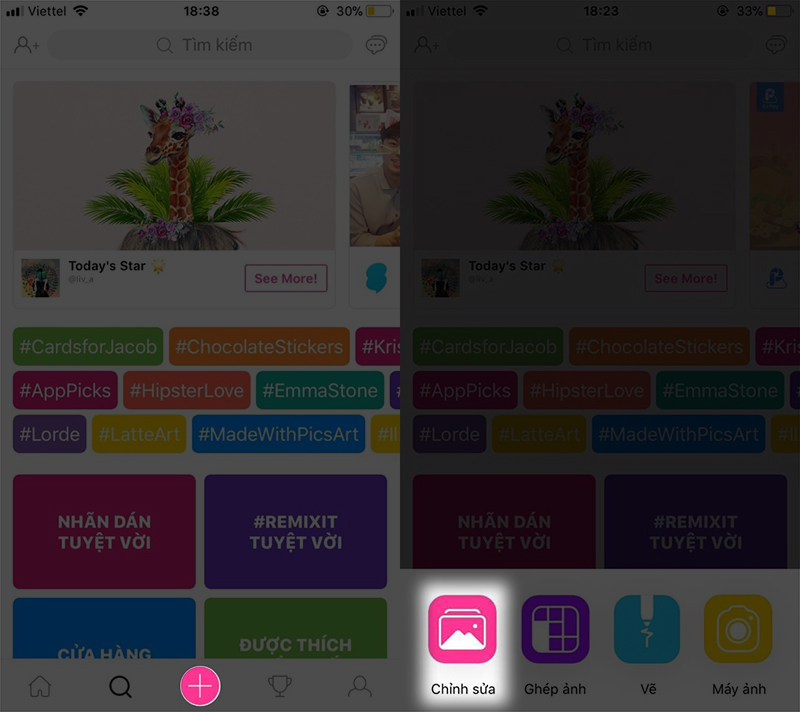 Viettel 18:38 30%
Tìm kiếm
Today's Star
@liv_a
See More!
#CardsforJacob #ChocolateStickers #Kris
#AppPicks #HipsterLove #EmmaStone
#Lorde #LatteArt #MadeWithPicsArt #Il
NHÃN DÁN
TUYỆT VỜI
#REMIXIT
TUYỆT VỜI
CỬA HÀNG
ĐƯỢC THÍCH
Viettel 18:23 33%
Tìm kiếm
Today's Star
@liv_a
See More!
#CardsforJacob #ChocolateStickers #Kris
#AppPicks #HipsterLove #EmmaStone
#Lorde #LatteArt #MadeWithPicsArt #Il
NHÃN DÁN
TUYỆT VỜI
#REMIXIT
TUYỆT VỜI
Chỉnh sửa Ghép ảnh Vẽ Máy ảnh